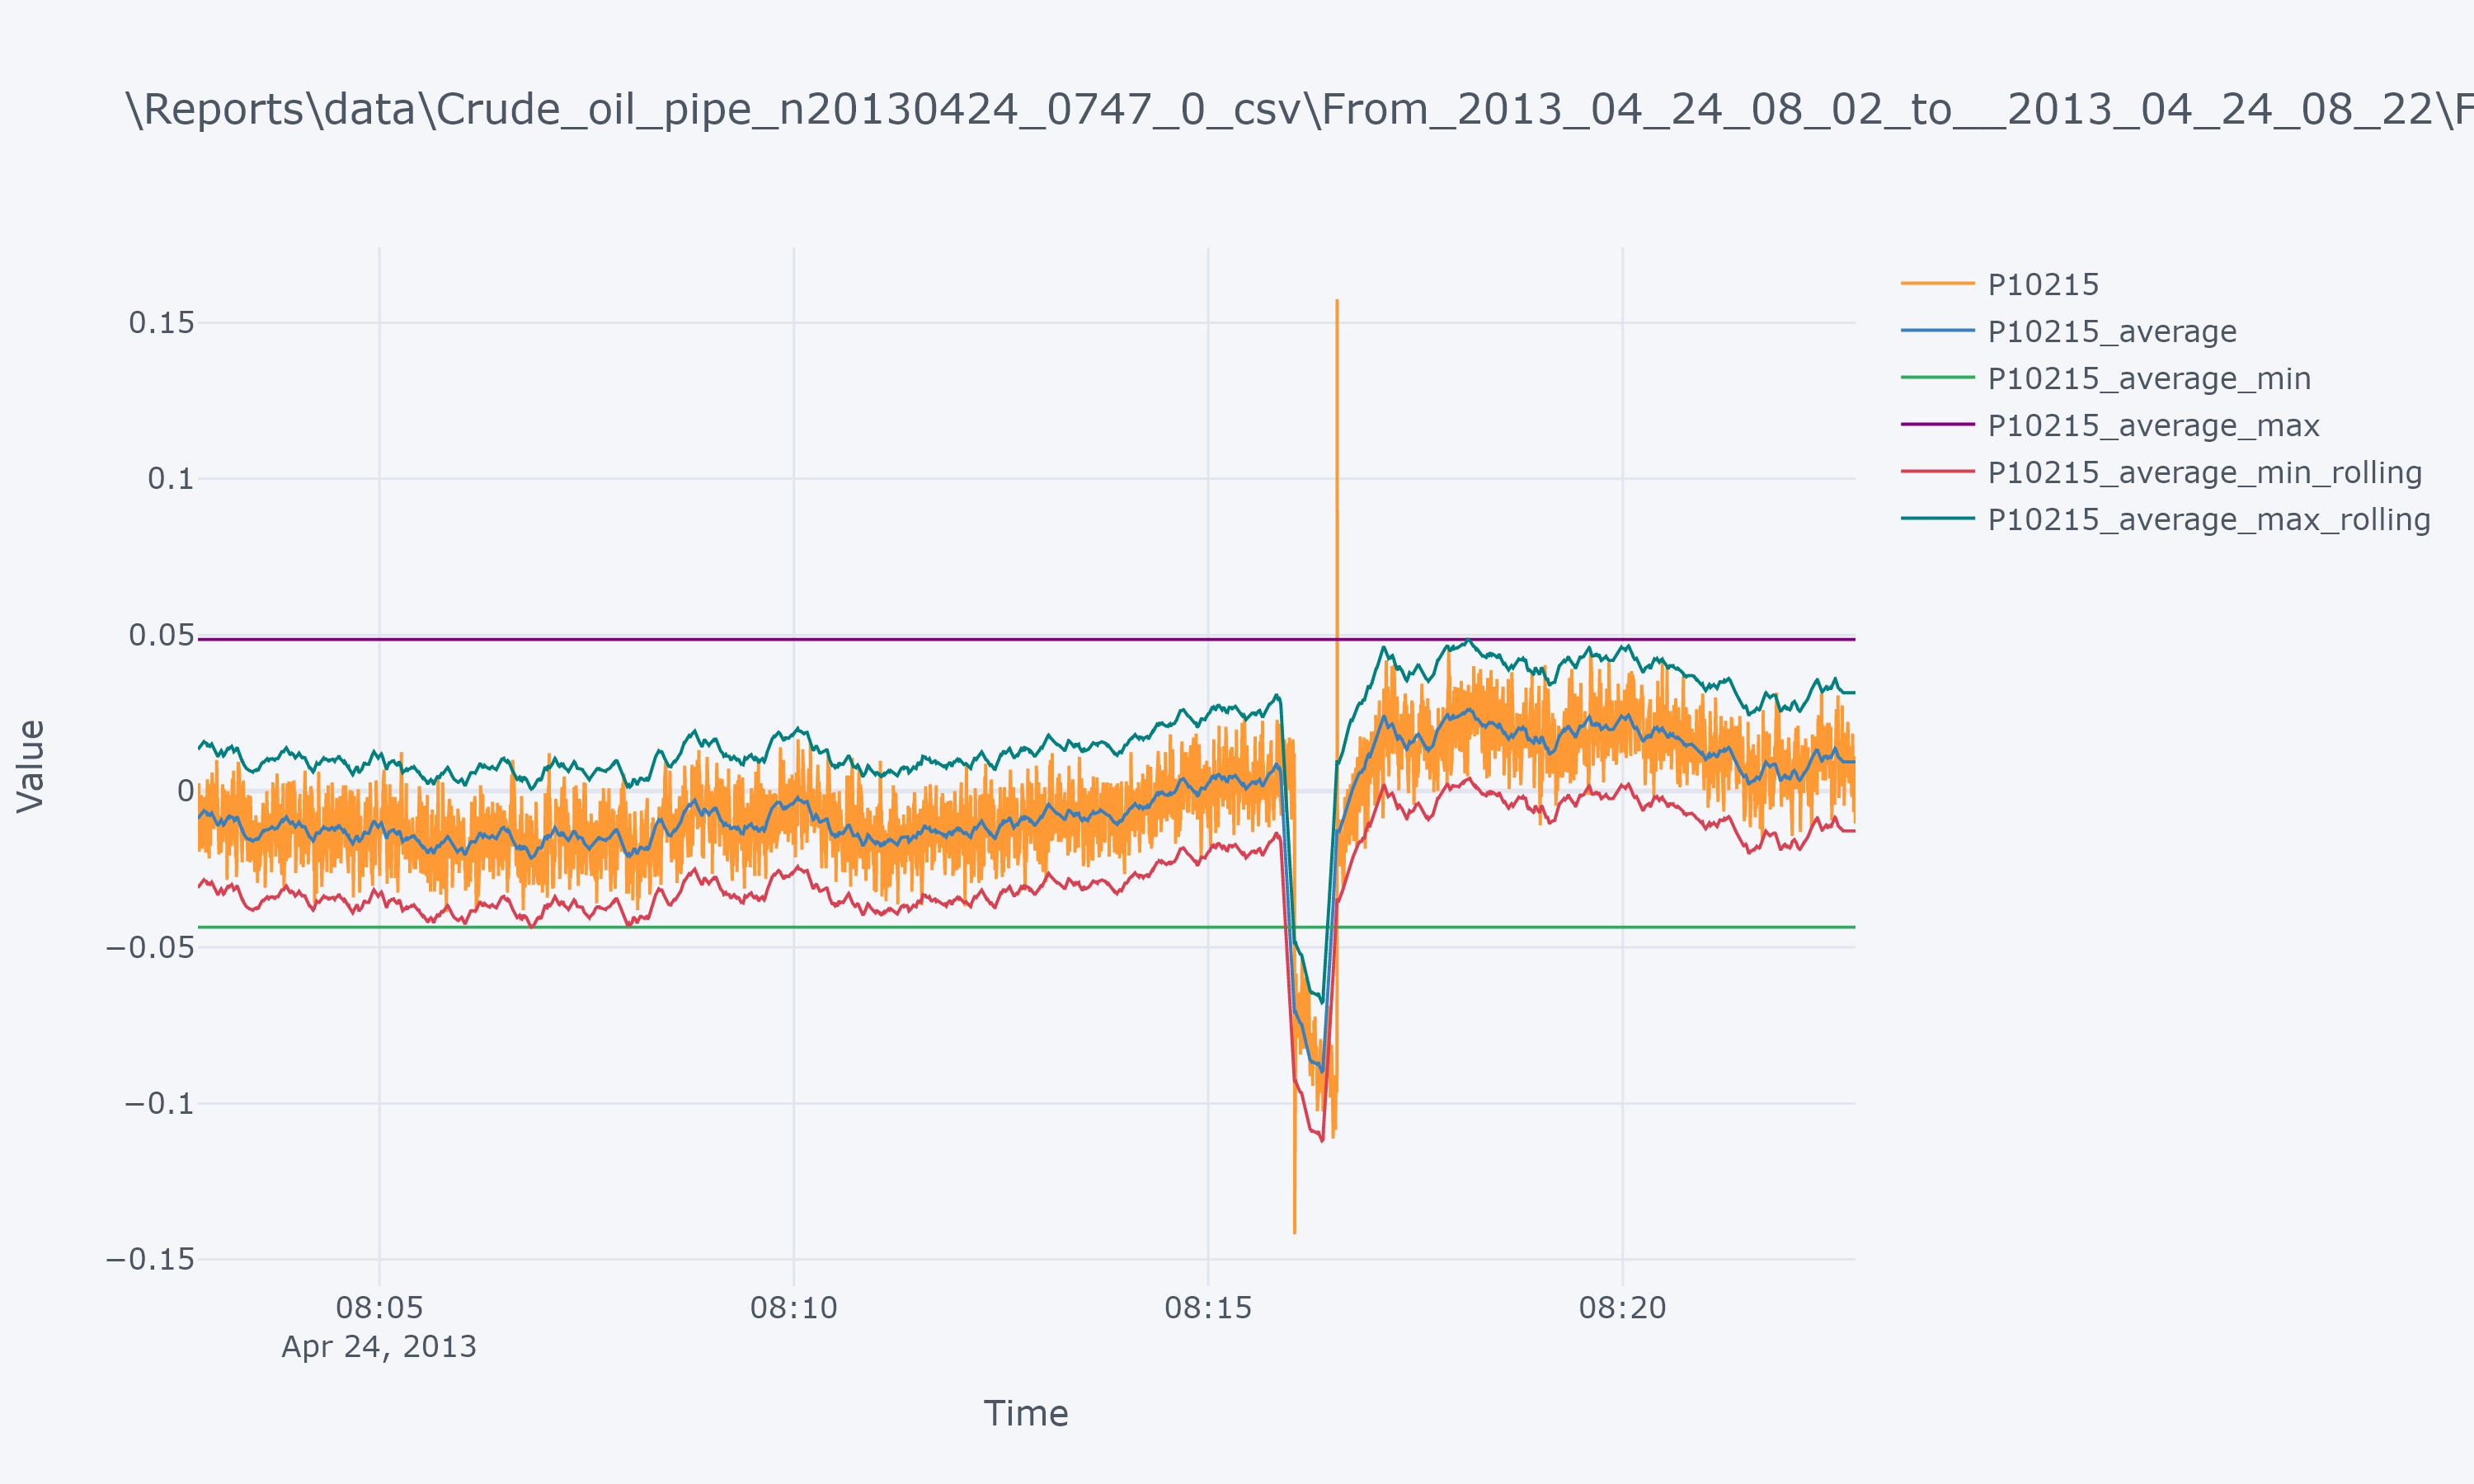 \Reports\data\Crude_oil_pipe_n20130424_0747_0_csv\From_2013_04_24_08_02_to__2013_04_24_08_22\F
P10215
P10215_average
P10215_average_min
P10215_average_max
P10215_average_min_rolling
P10215_average_max_rolling
0.15
0.1
0.05
0
−0.05
−0.1
−0.15
Value
08:05 08:10 08:15 08:20
Apr 24, 2013
Time